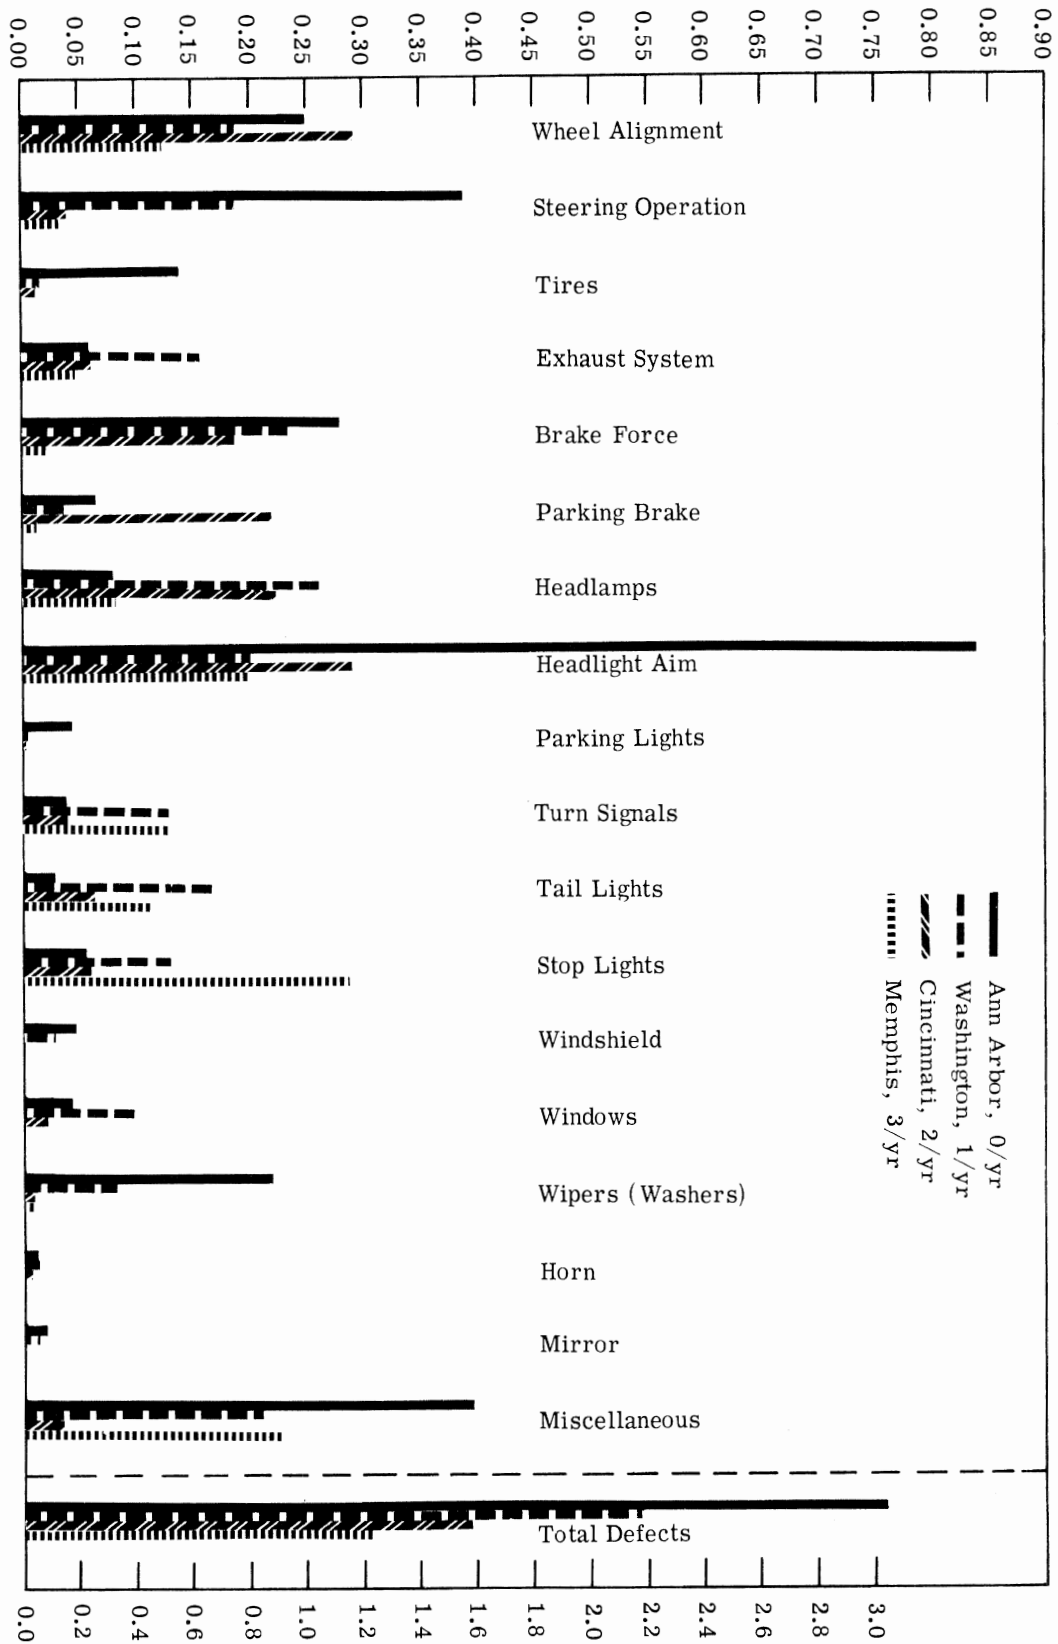 0.00
0.05
0.10
0.15
0.20
0.25
0.30
0.35
0.40
0.45
0.50
0.55
0.60
0.65
0.70
0.75
0.80
0.85
0.90
Wheel Alignment
Steering Operation
Tires
Exhaust System
Brake Force
Parking Brake
Headlamps
Headlight Aim
Parking Lights
Turn Signals
Tail Lights
Stop Lights
Windshield
Windows
Wipers (Washers)
Horn
Mirror
Miscellaneous
Total Defects
Ann Arbor, 0/yr
Washington, 1/yr
Cincinnati, 2/yr
Memphis, 3/yr
0.0
0.2
0.4
0.6
0.8
1.0
1.2
1.4
1.6
1.8
2.0
2.2
2.4
2.6
2.8
3.0